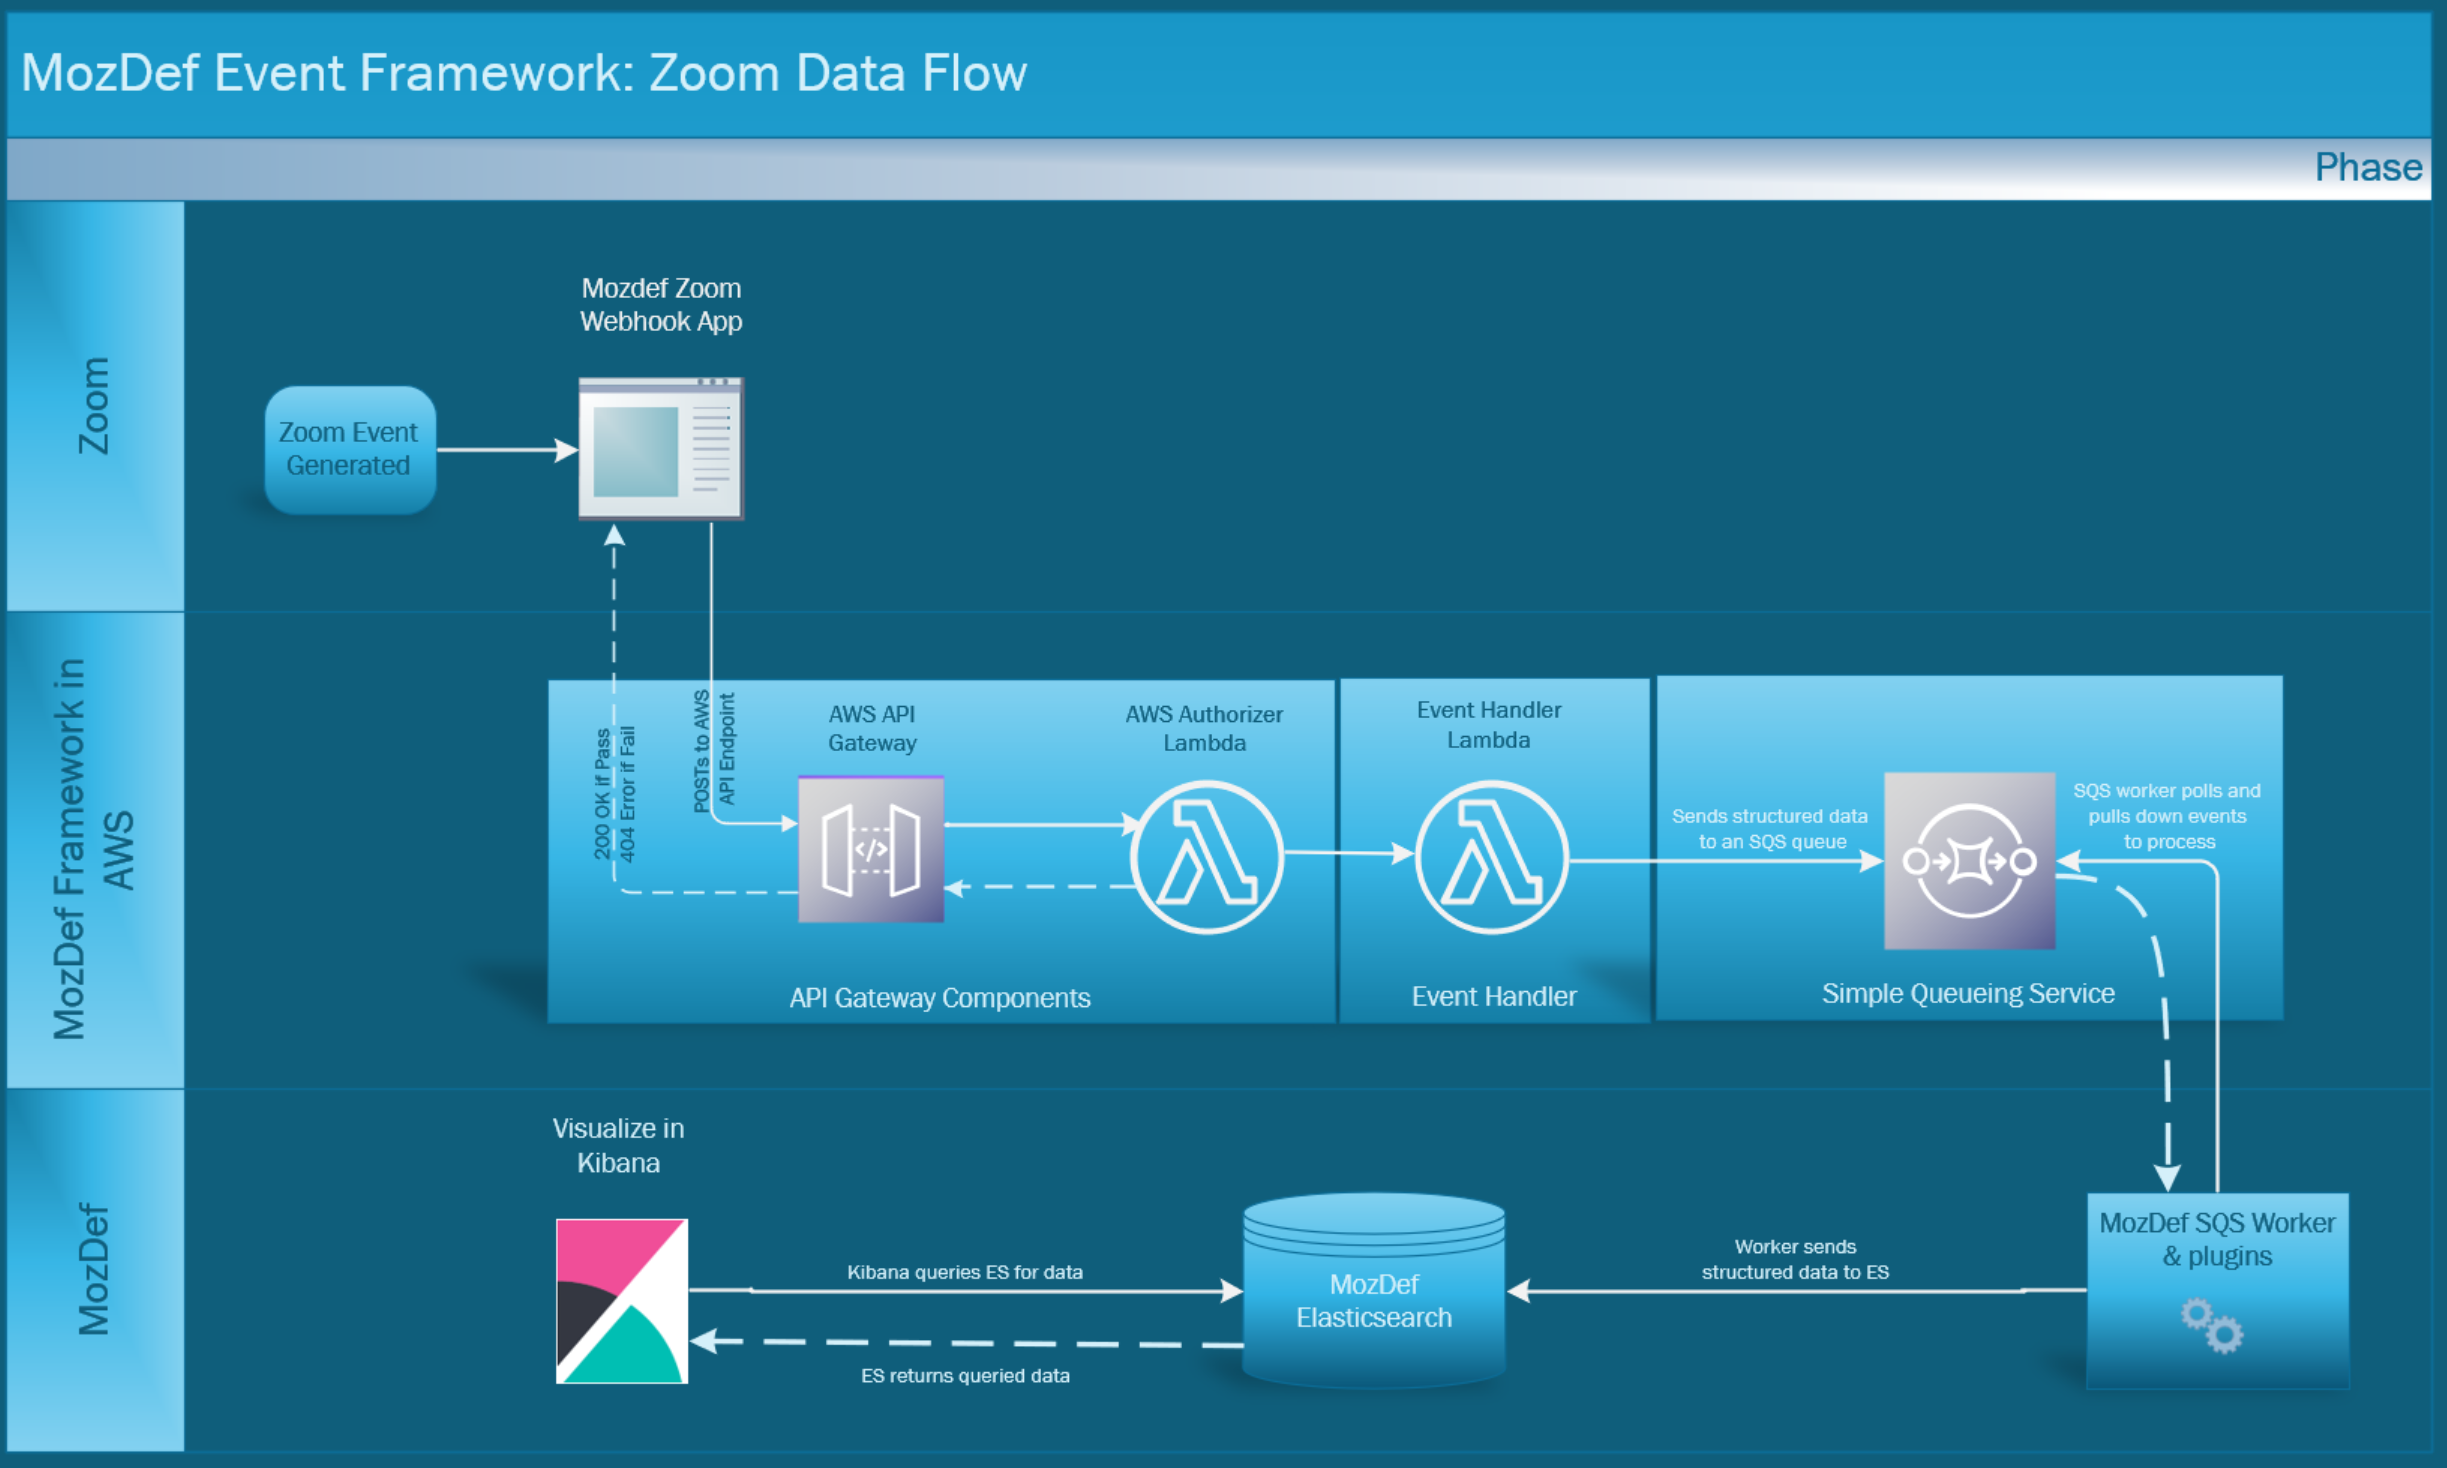 MozDef Event Framework: Zoom Data Flow
Phase
Zoom
Mozdef Zoom
Webhook App
Zoom Event
Generated
MozDef Framework in
AWS
200 OK if Pass
404 Error if Fail
POSTs to AWS
API Endpoint
AWS API
Gateway
</>
AWS Authorizer
Lambda
API Gateway Components
Event Handler
Lambda
Event Handler
Sends structured data
to an SQS queue
SQS worker polls and
pulls down events
to process
Simple Queueing Service
MozDef
Visualize in
Kibana
Kibana queries ES for data
ES returns queried data
MozDef
Elasticsearch
Worker sends
structured data to ES
MozDef SQS Worker
& plugins